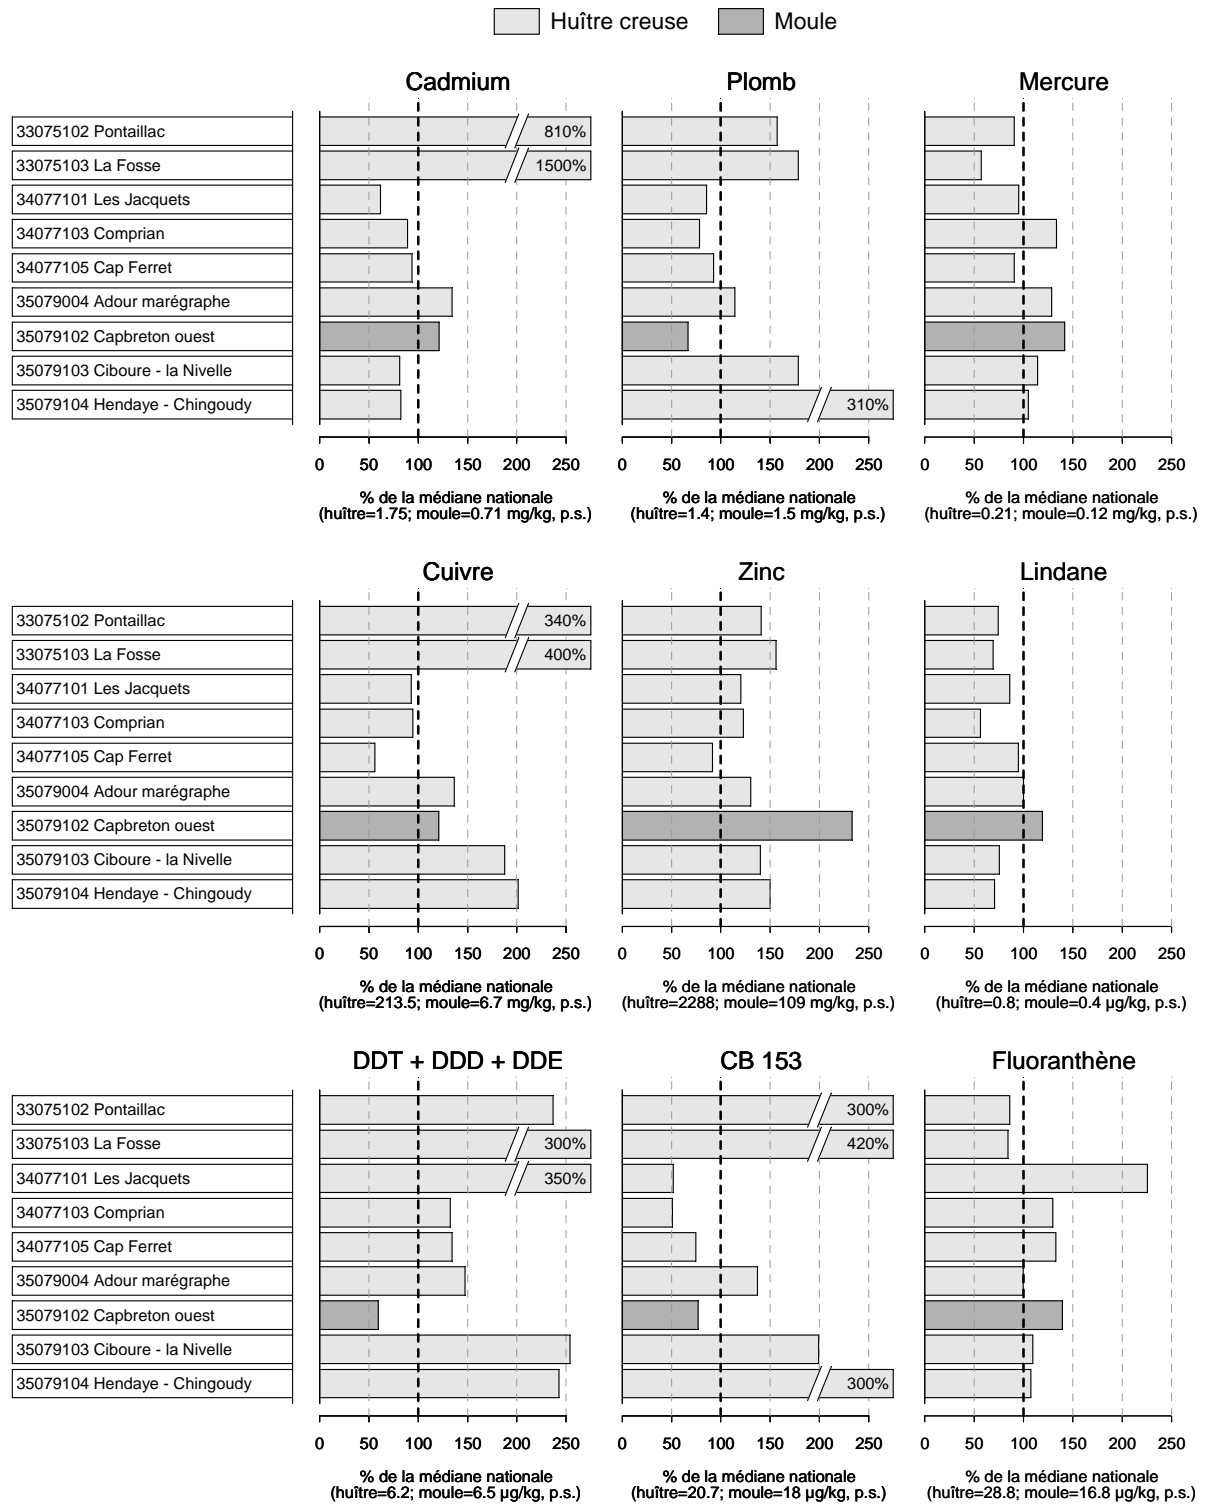 Huître creuse Moule
Cadmium Plomb Mercure
33075102 Pontaillac 810%
33075103 La Fosse 1500%
34077101 Les Jacquets
34077103 Comprian
34077105 Cap Ferret
35079004 Adour marégraphe
35079102 Capbreton ouest
35079103 Ciboure - la Nivelle
35079104 Hendaye - Chingoudy 310%
0 50 100 150 200 250 0 50 100 150 200 250 0 50 100 150 200 250
% de la médiane nationale % de la médiane nationale % de la médiane nationale
(huître=1.75; moule=0.71 mg/kg, p.s.) (huître=1.4; moule=1.5 mg/kg, p.s.) (huître=0.21; moule=0.12 mg/kg, p.s.)
Cuivre Zinc Lindane
33075102 Pontaillac 340%
33075103 La Fosse 400%
34077101 Les Jacquets
34077103 Comprian
34077105 Cap Ferret
35079004 Adour marégraphe
35079102 Capbreton ouest
35079103 Ciboure - la Nivelle
35079104 Hendaye - Chingoudy
0 50 100 150 200 250 0 50 100 150 200 250 0 50 100 150 200 250
% de la médiane nationale % de la médiane nationale % de la médiane nationale
(huître=213.5; moule=6.7 mg/kg, p.s.) (huître=2288; moule=109 mg/kg, p.s.) (huître=0.8; moule=0.4 µg/kg, p.s.)
DDT + DDD + DDE CB 153 Fluoranthène
33075102 Pontaillac 300%
33075103 La Fosse 300% 420%
34077101 Les Jacquets 350%
34077103 Comprian
34077105 Cap Ferret
35079004 Adour marégraphe
35079102 Capbreton ouest
35079103 Ciboure - la Nivelle
35079104 Hendaye - Chingoudy 300%
0 50 100 150 200 250 0 50 100 150 200 250 0 50 100 150 200 250
% de la médiane nationale % de la médiane nationale % de la médiane nationale
(huître=6.2; moule=6.5 µg/kg, p.s.) (huître=20.7; moule=18 µg/kg, p.s.) (huître=28.8; moule=16.8 µg/kg, p.s.)